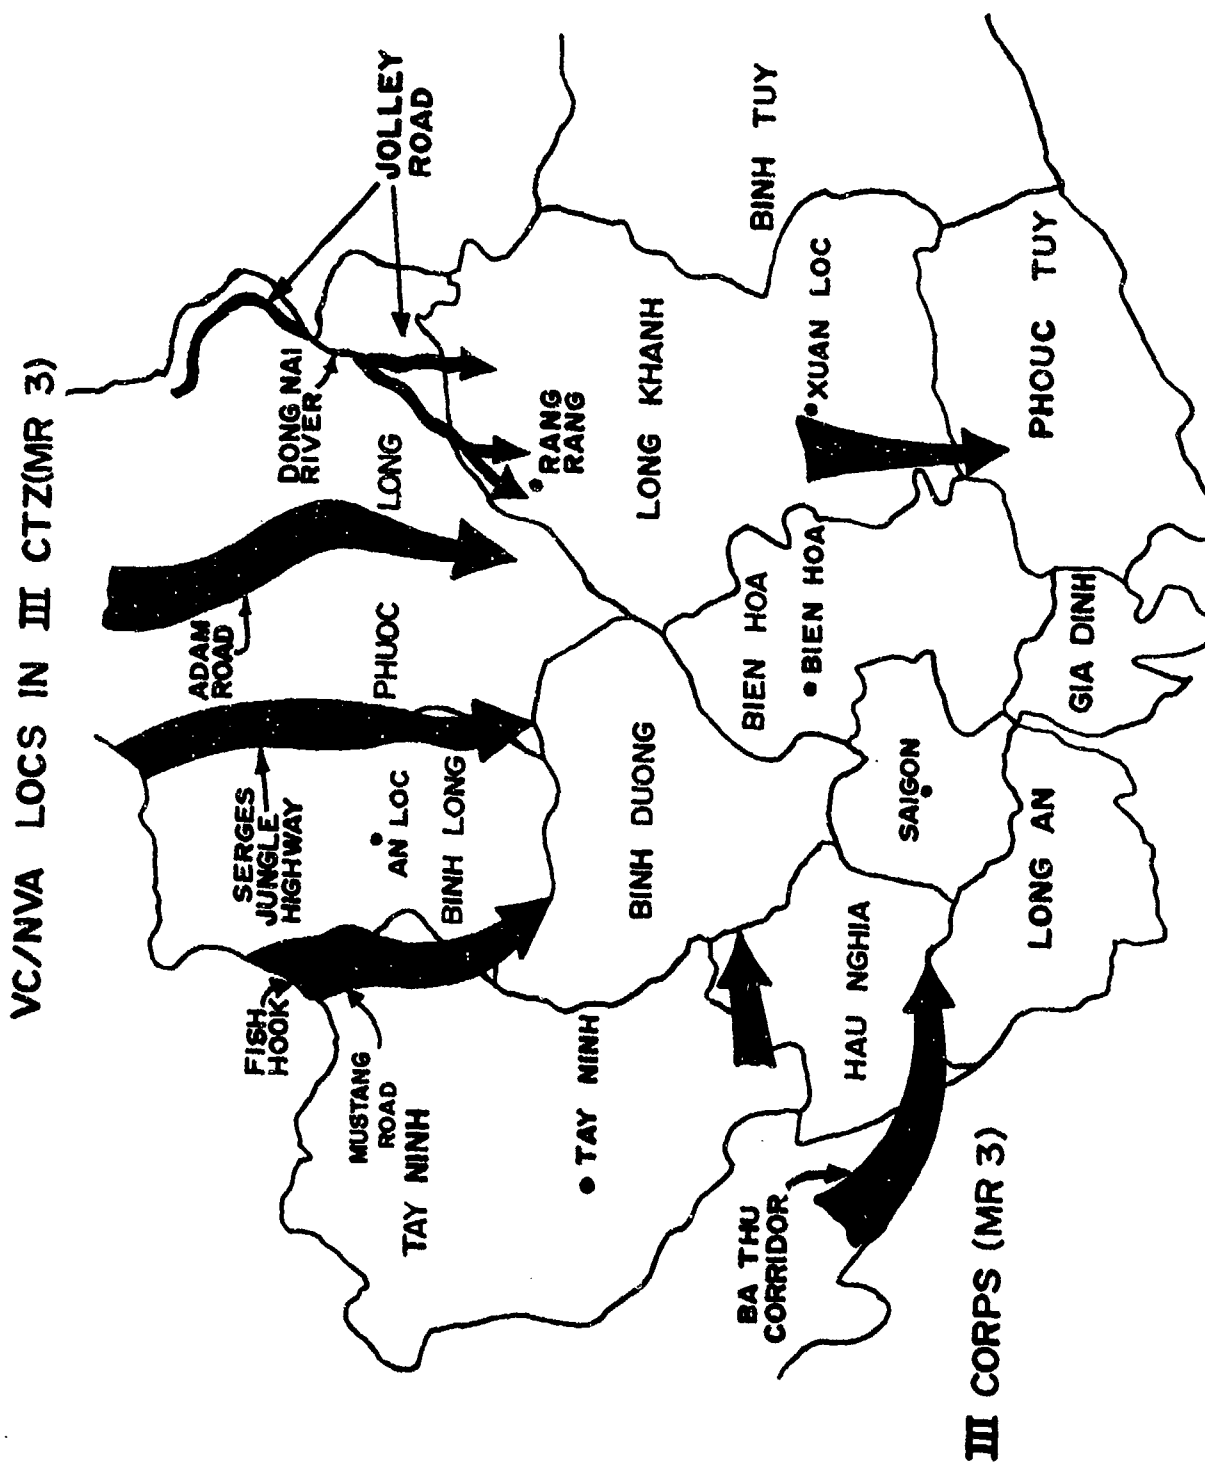 VC/NVA LOCS IN III CTZ(MR 3)
FISH
HOOK
SERGES
JUNGLE
HIGHWAY
ADAM
ROAD
DONG NAI
RIVER
JOLLEY
ROAD
MUSTANG
ROAD
TAY NINH
AN LOC
BINH LONG
PHUOC
LONG
RANG
RANG
TAY NINH
BINH DUONG
LONG KHANH
BINH TUY
BA THU
CORRIDOR
BIEN HOA
BIEN HOA
XUAN LOC
HAU NGHIA
SAIGON
LONG AN
GIA DINH
PHOUC TUY
III CORPS (MR 3)